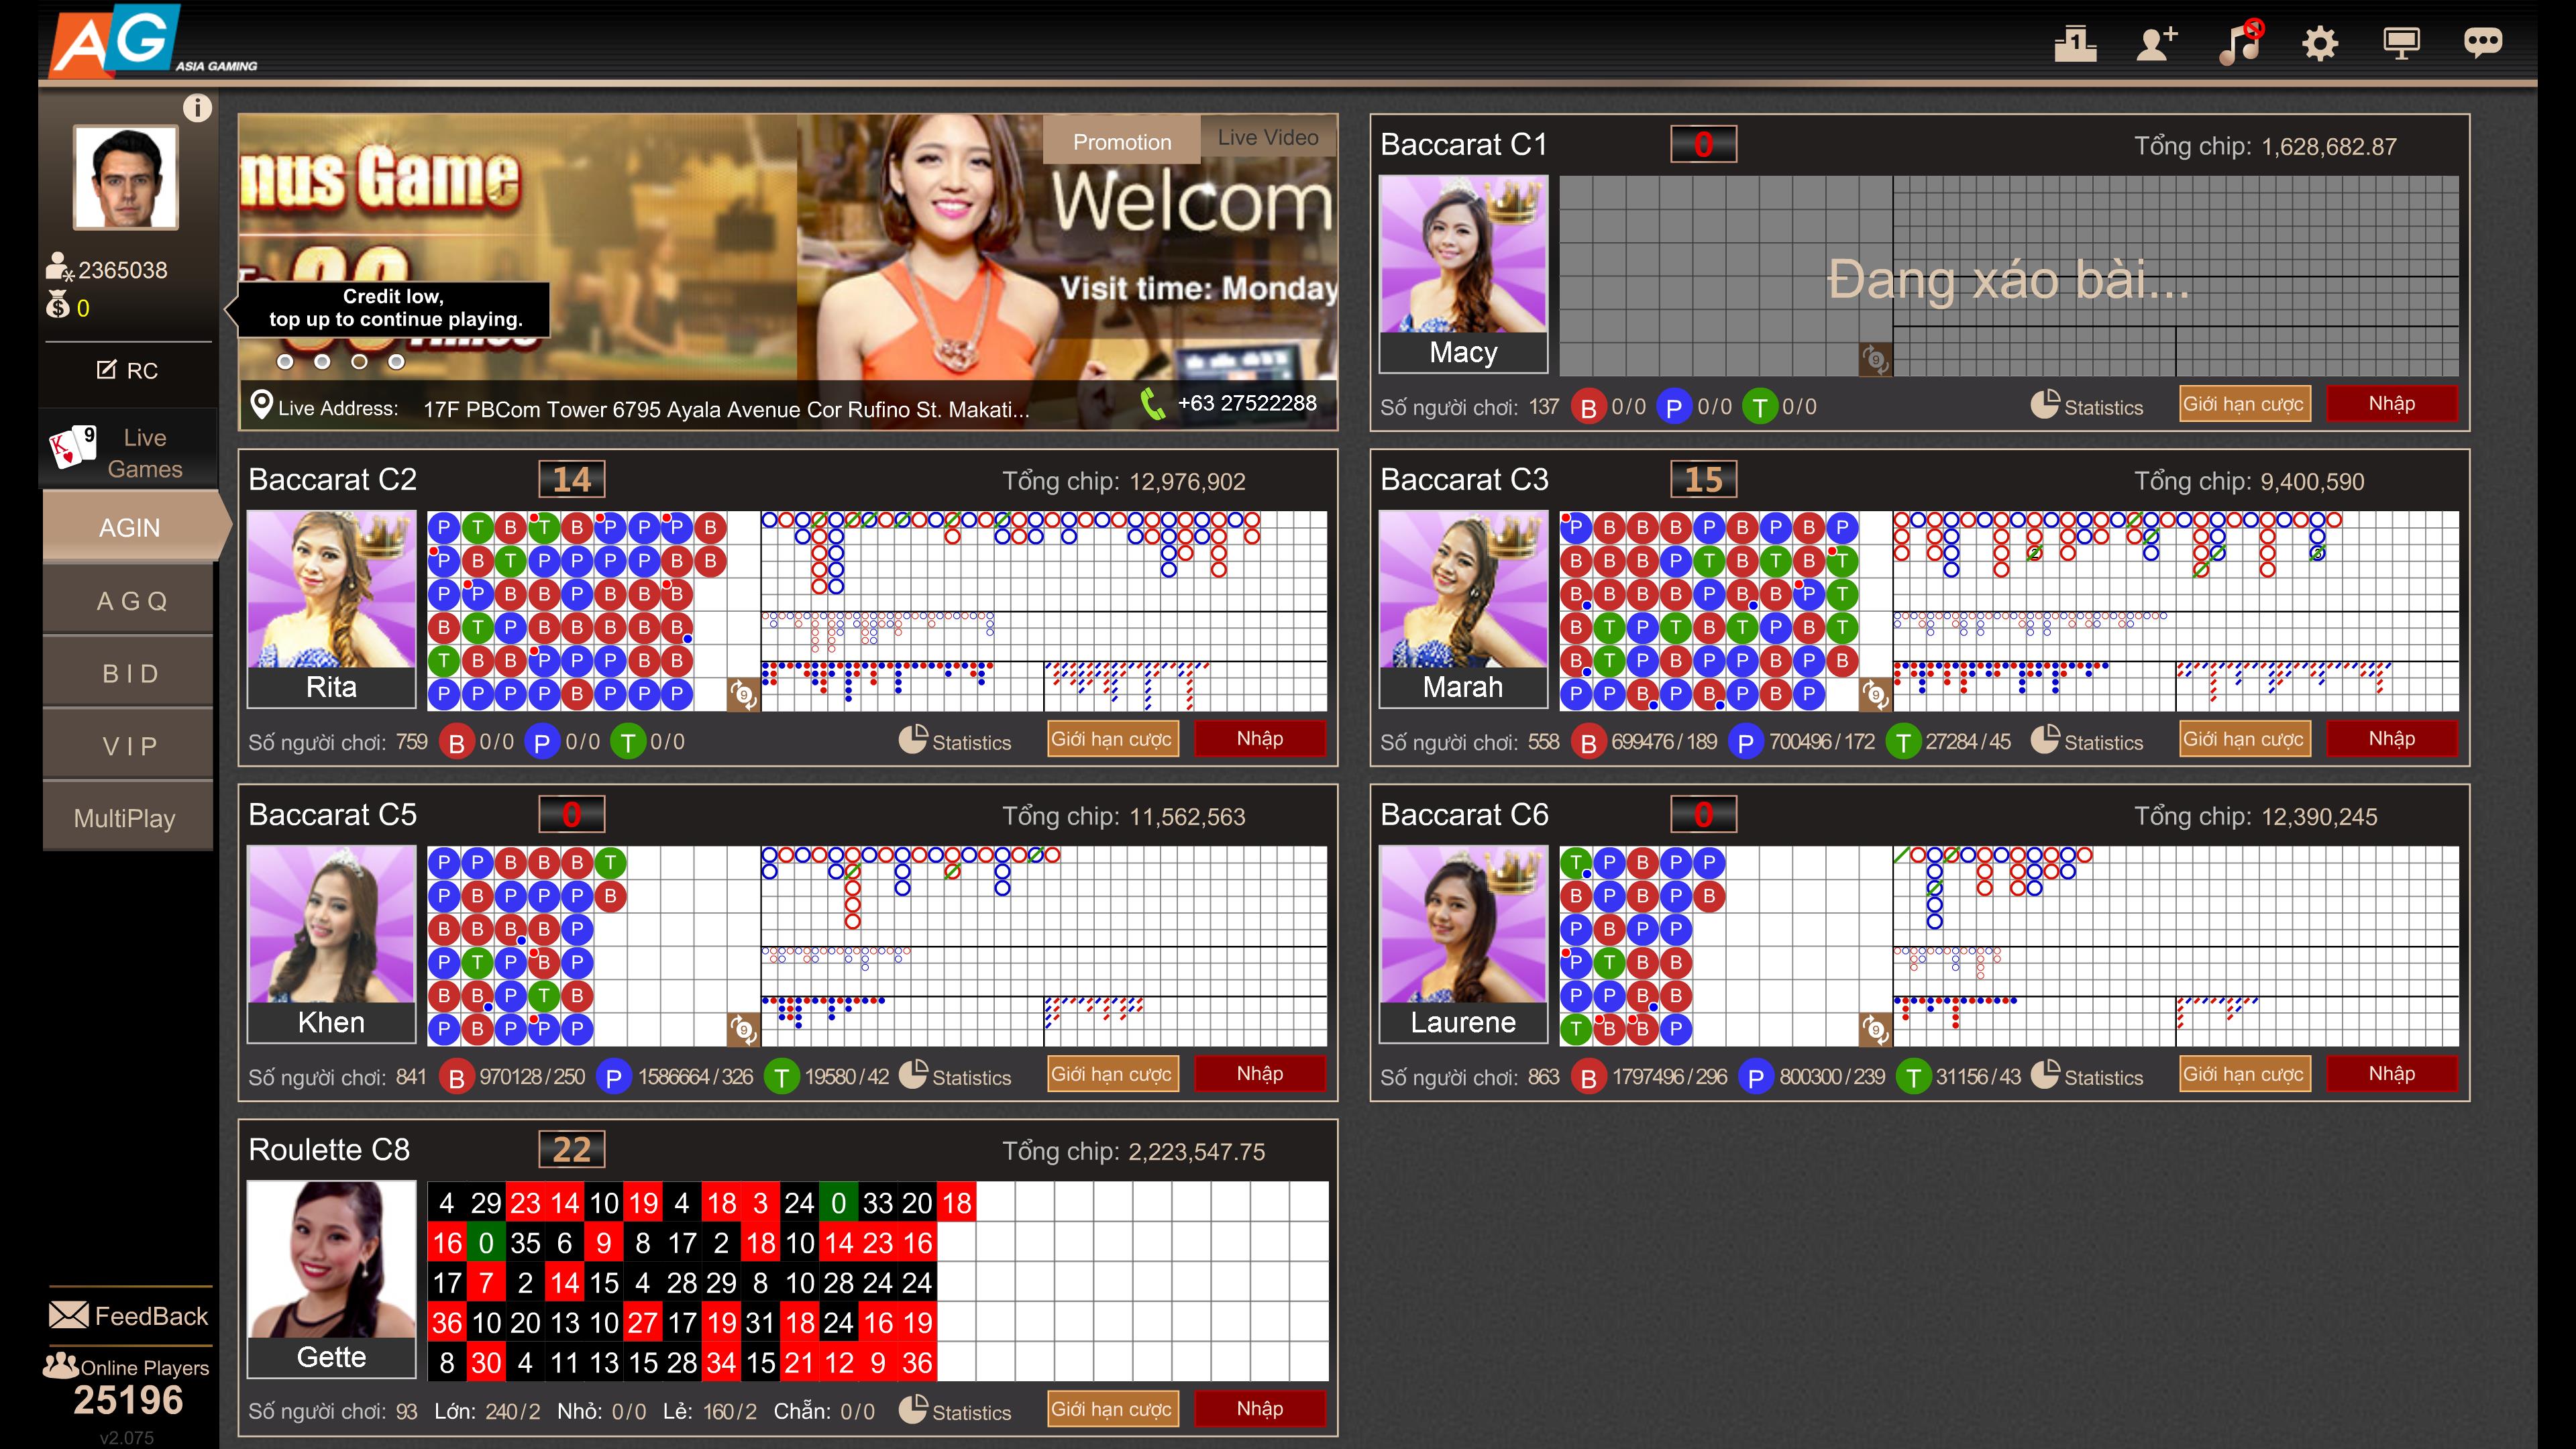 AG ASIA GAMING
1
i
2365038
$ 0
RC
K 9 Live
Games
AGIN
A G Q
B I D
V I P
MultiPlay
FeedBack
Online Players
25196
v2.075
nus Game
Promotion
Live Video
Welcom
Visit time: Monday
Credit low,
top up to continue playing.
Live Address: 17F PBCom Tower 6795 Ayala Avenue Cor Rufino St. Makati...
+63 27522288
Baccarat C1 0 Tổng chip: 1,628,682.87
Đang xáo bài...
Macy
Số người chơi: 137 B 0/0 P 0/0 T 0/0 Statistics Giới hạn cược Nhập
Baccarat C2 14 Tổng chip: 12,976,902
P T B T B P P P B
P B T P P P P B B
P P B B P B B B
B T P B B B B B
T B B P P P B B
P P P P B P P P
Rita
Số người chơi: 759 B 0/0 P 0/0 T 0/0 Statistics Giới hạn cược Nhập
Baccarat C3 15 Tổng chip: 9,400,590
P B B B P B P B P
B B B P T B T B T
B B B B P B B P T
B T P T B T P B T
B T P B P P B P B
P P B P B P B P
Marah
Số người chơi: 558 B 699476/189 P 700496/172 T 27284/45 Statistics Giới hạn cược Nhập
Baccarat C5 0 Tổng chip: 11,562,563
P P B B B T
P B P P P B
B B B B P
P T P B P
B B P T B
P B P P P
Khen
Số người chơi: 841 B 970128/250 P 1586664/326 T 19580/42 Statistics Giới hạn cược Nhập
Baccarat C6 0 Tổng chip: 12,390,245
T P B P P
B P B P B
P B P P
P T B B
P P B B
T B B P
Laurene
Số người chơi: 863 B 1797496/296 P 800300/239 T 31156/43 Statistics Giới hạn cược Nhập
Roulette C8 22 Tổng chip: 2,223,547.75
4 29 23 14 10 19 4 18 3 24 0 33 20 18
16 0 35 6 9 8 17 2 18 10 14 23 16
17 7 2 14 15 4 28 29 8 10 28 24 24
36 10 20 13 10 27 17 19 31 18 24 16 19
8 30 4 11 13 15 28 34 15 21 12 9 36
Gette
Số người chơi: 93 Lớn: 240/2 Nhỏ: 0/0 Lẻ: 160/2 Chẵn: 0/0 Statistics Giới hạn cược Nhập